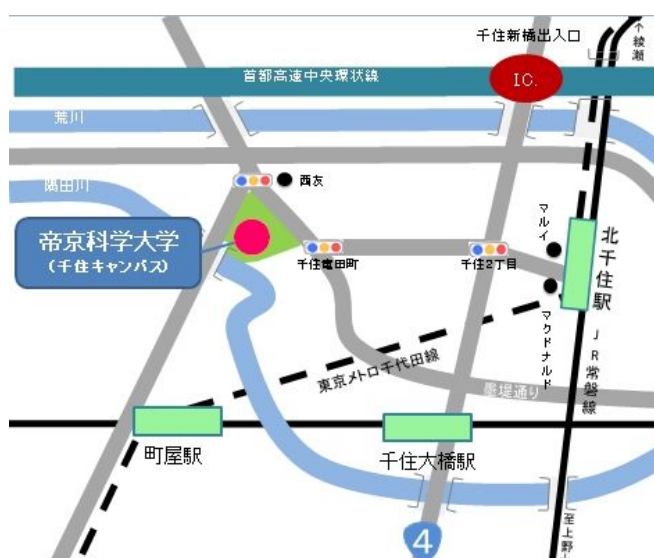 千住新橋出入口
↑綾瀬
首都高速中央環状線
IC.
荒川
隅田川
西友
マルイ
帝京科学大学
(千住キャンパス)
千住竜田町
千住2丁目
北千住駅
マクドナルド
東京メトロ千代田線
JR常磐線
墨堤通り
町屋駅
千住大橋駅
4
至上野